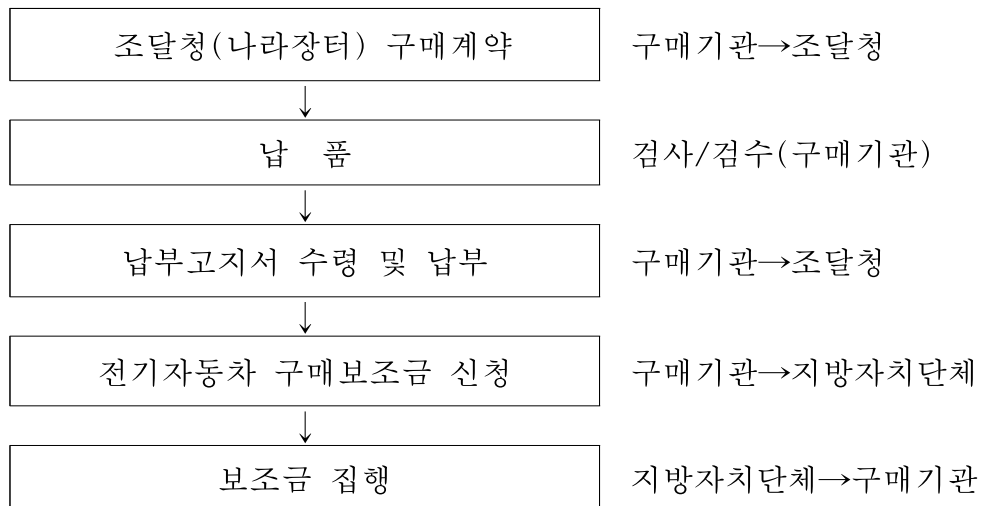 조달청(나라장터) 구매계약 구매기관→조달청
납 품 검사/검수(구매기관)
납부고지서 수령 및 납부 구매기관→조달청
전기자동차 구매보조금 신청 구매기관→지방자치단체
보조금 집행 지방자치단체→구매기관